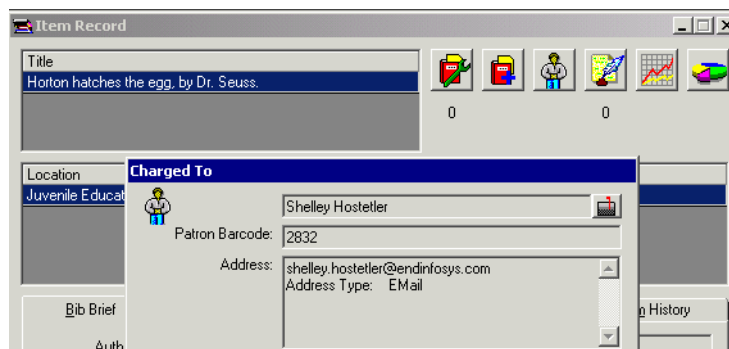 Item Record
Title
Horton hatches the egg, by Dr. Seuss.
0 0
Location
Juvenile Educat
Charged To
Shelley Hostetler
Patron Barcode: 2832
Address: shelley.hostetler@endinfosys.com
Address Type: EMail
Bib Brief
History
Auth